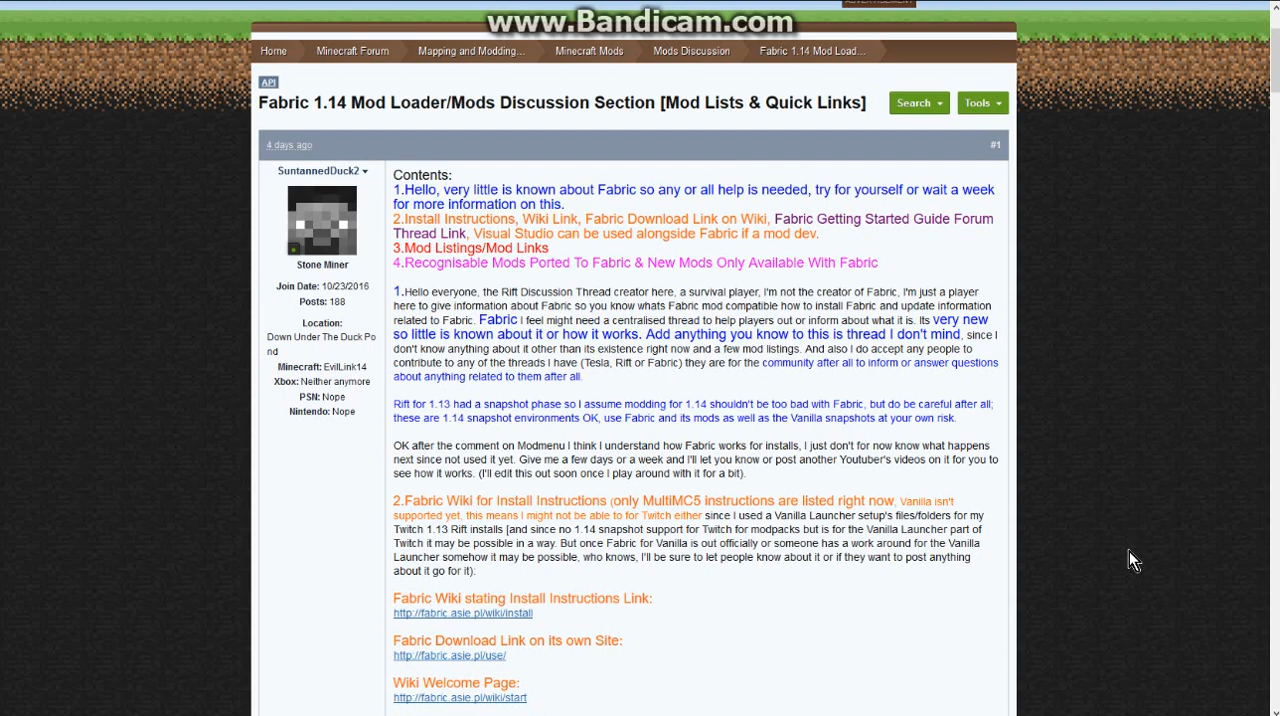 ADVERTISEMENT
www.Bandicam.com
Home
Minecraft Forum
Mapping and Modding...
Minecraft Mods
Mods Discussion
Fabric 1.14 Mod Load...
API
Fabric 1.14 Mod Loader/Mods Discussion Section [Mod Lists & Quick Links]
Search
Tools
4 days ago
#1
SuntannedDuck2
Stone Miner
Join Date: 10/23/2016
Posts: 188
Location:
Down Under The Duck Po
nd
Minecraft: EvilLink14
Xbox: Neither anymore
PSN: Nope
Nintendo: Nope
Contents:
1.Hello, very little is known about Fabric so any or all help is needed, try for yourself or wait a week
for more information on this.
2.Install Instructions, Wiki Link, Fabric Download Link on Wiki, Fabric Getting Started Guide Forum
Thread Link, Visual Studio can be used alongside Fabric if a mod dev.
3.Mod Listings/Mod Links
4.Recognisable Mods Ported To Fabric & New Mods Only Available With Fabric
1.Hello everyone, the Rift Discussion Thread creator here, a survival player, I'm not the creator of Fabric, I'm just a player
here to give information about Fabric so you know whats Fabric mod compatible how to install Fabric and update information
related to Fabric. Fabric I feel might need a centralised thread to help players out or inform about what it is. Its very new
so little is known about it or how it works. Add anything you know to this is thread I don't mind, since I
don't know anything about it other than its existence right now and a few mod listings. And also I do accept any people to
contribute to any of the threads I have (Tesla, Rift or Fabric) they are for the community after all to inform or answer questions
about anything related to them after all.
Rift for 1.13 had a snapshot phase so I assume modding for 1.14 shouldn't be too bad with Fabric, but do be careful after all;
these are 1.14 snapshot environments OK, use Fabric and its mods as well as the Vanilla snapshots at your own risk.
OK after the comment on Modmenu I think I understand how Fabric works for installs, I just don't for now know what happens
next since not used it yet. Give me a few days or a week and I'll let you know or post another Youtuber's videos on it for you to
see how it works. (I'll edit this out soon once I play around with it for a bit).
2.Fabric Wiki for Install Instructions (only MultiMC5 instructions are listed right now, Vanilla isn't
supported yet, this means I might not be able to for Twitch either since I used a Vanilla Launcher setup's files/folders for my
Twitch 1.13 Rift installs [and since no 1.14 snapshot support for Twitch for modpacks but is for the Vanilla Launcher part of
Twitch it may be possible in a way. But once Fabric for Vanilla is out officially or someone has a work around for the Vanilla
Launcher somehow it may be possible, who knows, I'll be sure to let people know about it or if they want to post anything
about it go for it):
Fabric Wiki stating Install Instructions Link:
http://fabric.asie.pl/wiki/install
Fabric Download Link on its own Site:
http://fabric.asie.pl/use/
Wiki Welcome Page:
http://fabric.asie.pl/wiki/start